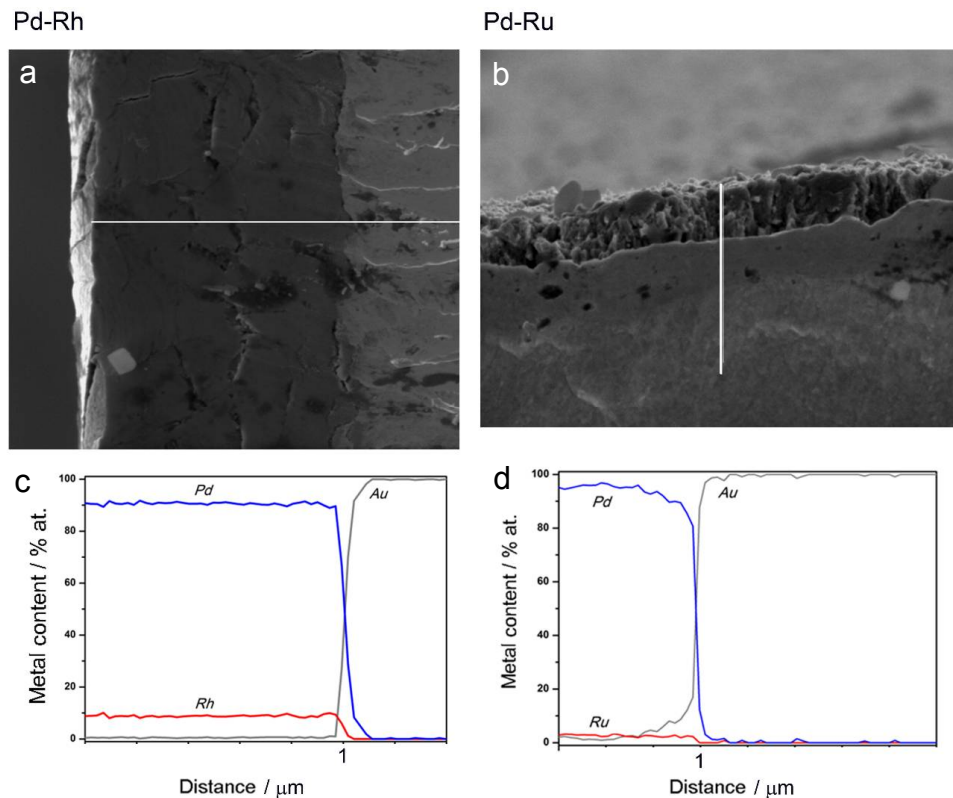 Pd-Rh
Pd-Ru
a
b
c
100
80
60
40
20
0
Metal content / % at.
Pd
Au
Rh
1
Distance / μm
d
100
80
60
40
20
0
Metal content / % at.
Pd
Au
Ru
1
Distance / μm